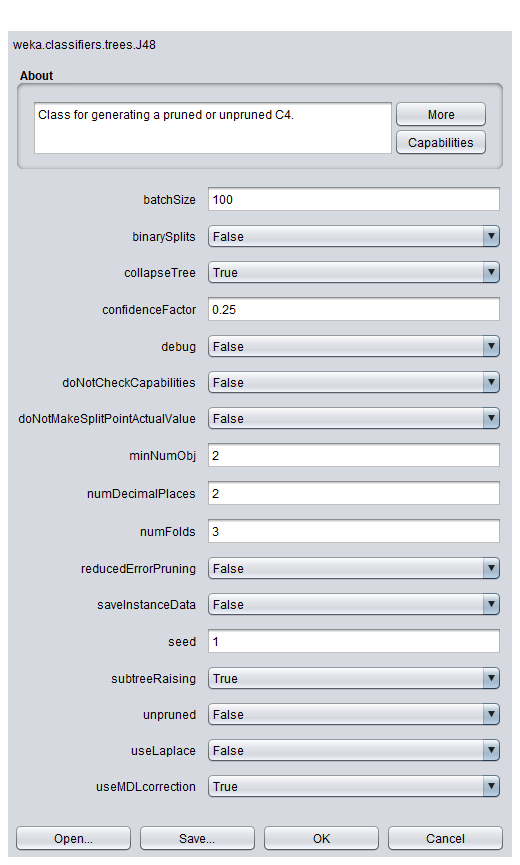 weka.classifiers.trees.J48
About
Class for generating a pruned or unpruned C4.
More
Capabilities
batchSize 100
binarySplits False
collapseTree True
confidenceFactor 0.25
debug False
doNotCheckCapabilities False
doNotMakeSplitPointActualValue False
minNumObj 2
numDecimalPlaces 2
numFolds 3
reducedErrorPruning False
saveInstanceData False
seed 1
subtreeRaising True
unpruned False
useLaplace False
useMDLcorrection True
Open... Save... OK Cancel